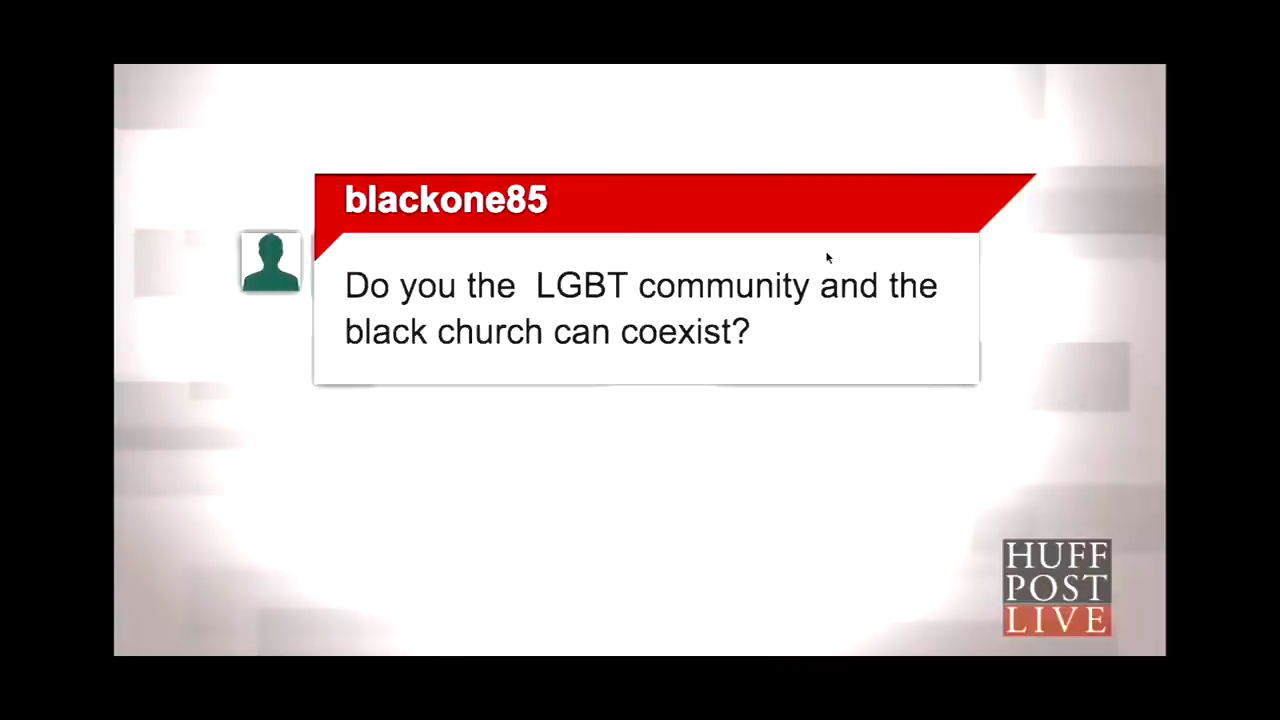 blackone85
Do you the  LGBT community and the
black church can coexist?
HUFF
POST
LIVE